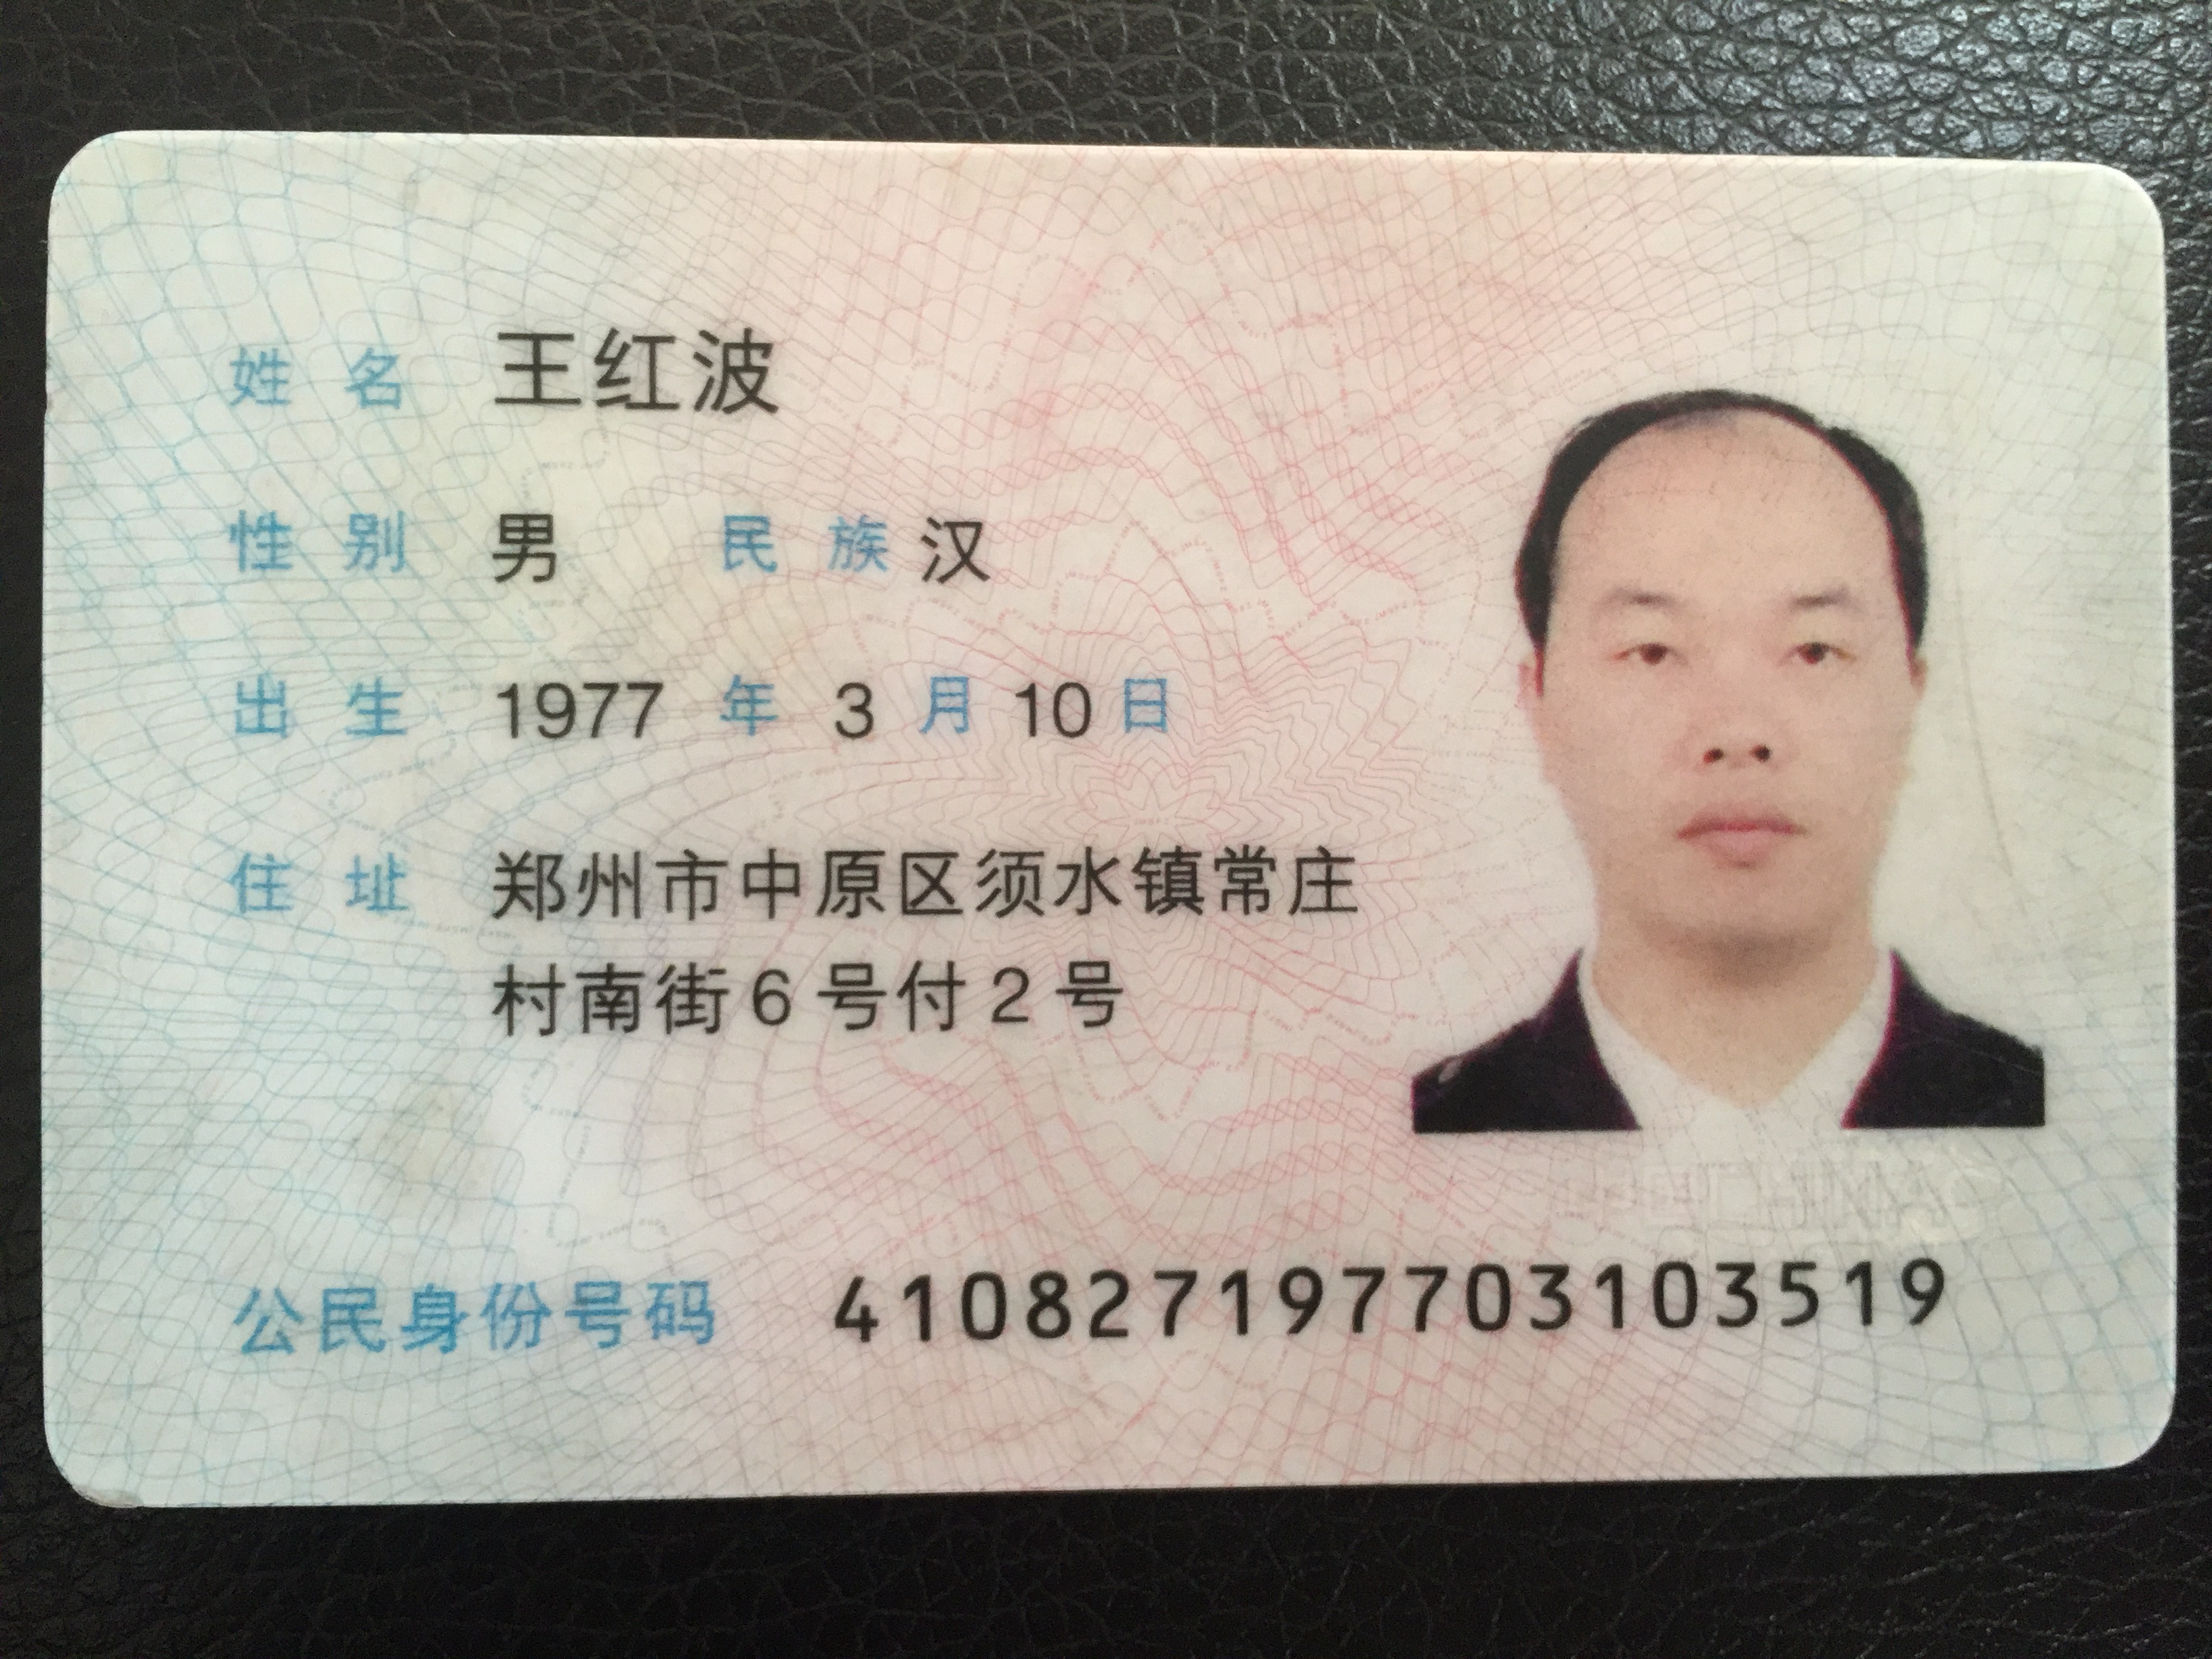 姓名 王红波
性别 男 民族 汉
出生 1977 年 3 月 10 日
住址 郑州市中原区须水镇常庄
村南街6号付2号
公民身份号码 410827197703103519